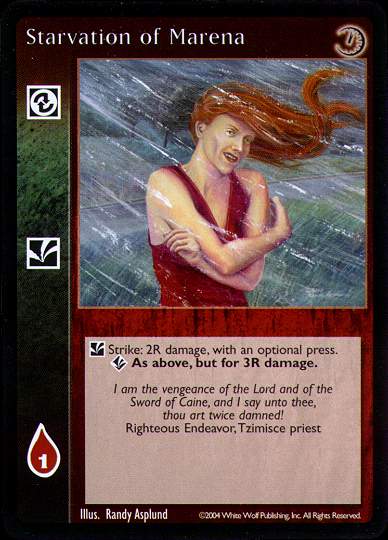 Starvation of Marena
Strike: 2R damage, with an optional press.
As above, but for 3R damage.
I am the vengeance of the Lord and of the
Sword of Caine, and I say unto thee,
thou art twice damned!
Righteous Endeavor, Tzimisce priest
1
Illus. Randy Asplund
©2004 White Wolf Publishing, Inc. All Rights Reserved.